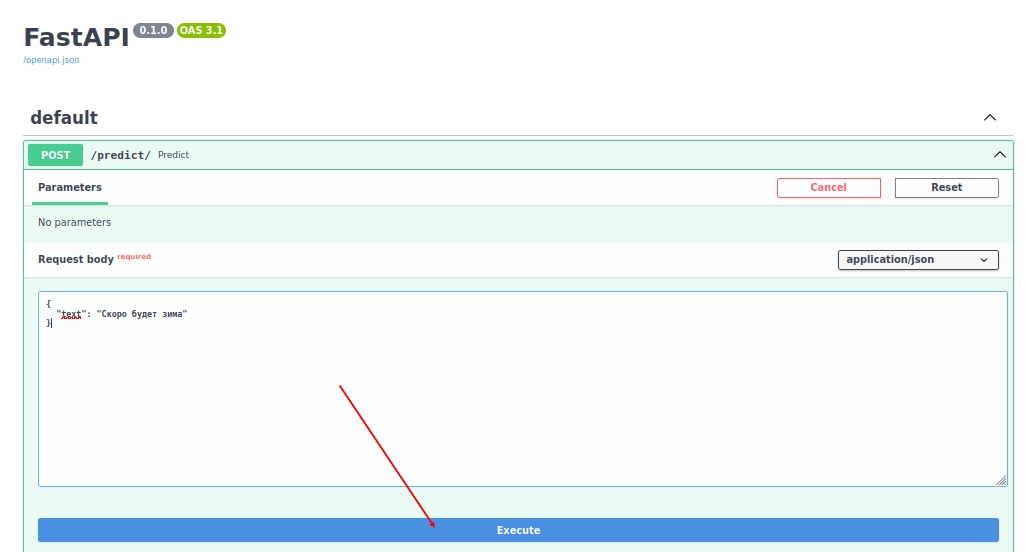 FastAPI 0.1.0 OAS 3.1
/openapi.json
default
POST /predict/ Predict
Parameters Cancel Reset
No parameters
Request body required application/json
{
"text": "Скоро будет зима"
}
Execute